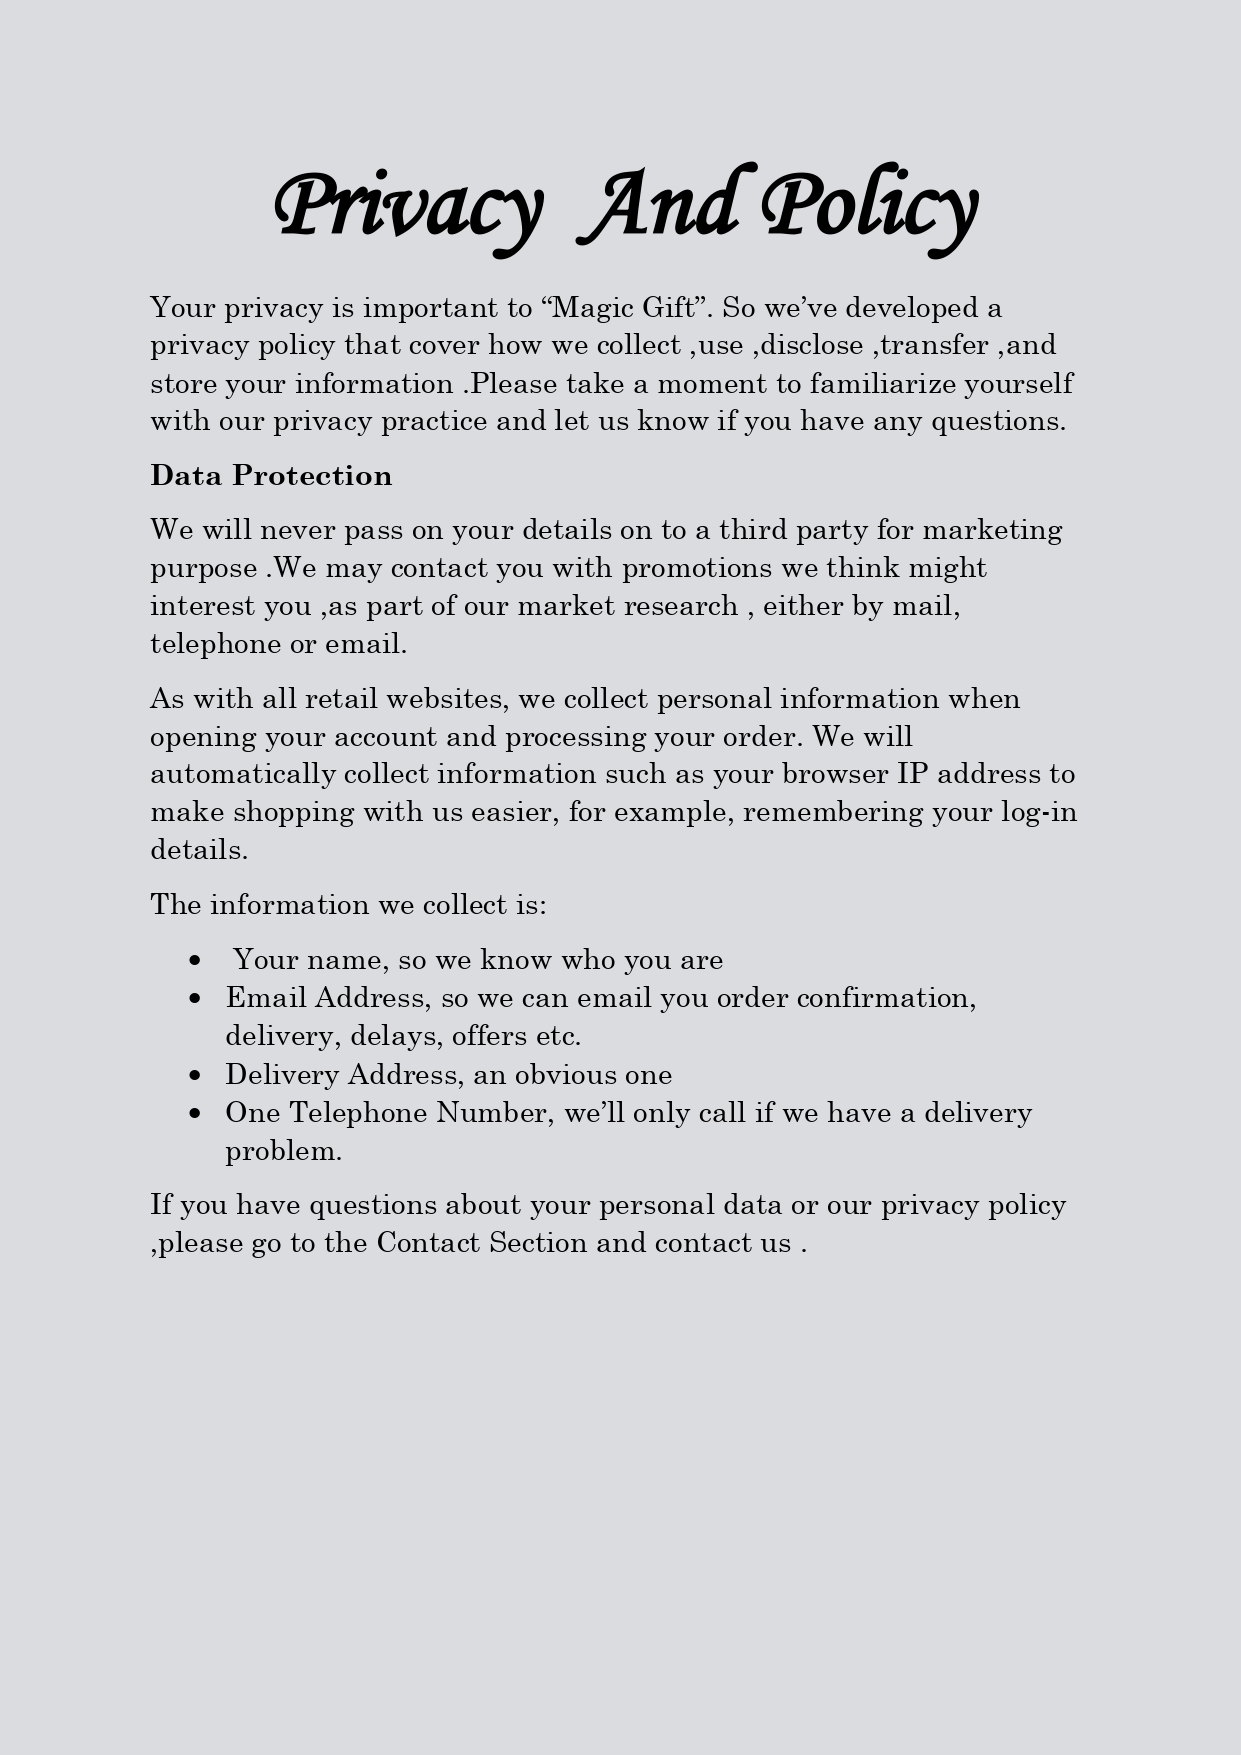 Privacy And Policy
Your privacy is important to “Magic Gift”. So we’ve developed a
privacy policy that cover how we collect ,use ,disclose ,transfer ,and
store your information .Please take a moment to familiarize yourself
with our privacy practice and let us know if you have any questions.
Data Protection
We will never pass on your details on to a third party for marketing
purpose .We may contact you with promotions we think might
interest you ,as part of our market research , either by mail,
telephone or email.
As with all retail websites, we collect personal information when
opening your account and processing your order. We will
automatically collect information such as your browser IP address to
make shopping with us easier, for example, remembering your log-in
details.
The information we collect is:
• Your name, so we know who you are
• Email Address, so we can email you order confirmation,
delivery, delays, offers etc.
• Delivery Address, an obvious one
• One Telephone Number, we’ll only call if we have a delivery
problem.
If you have questions about your personal data or our privacy policy
,please go to the Contact Section and contact us .